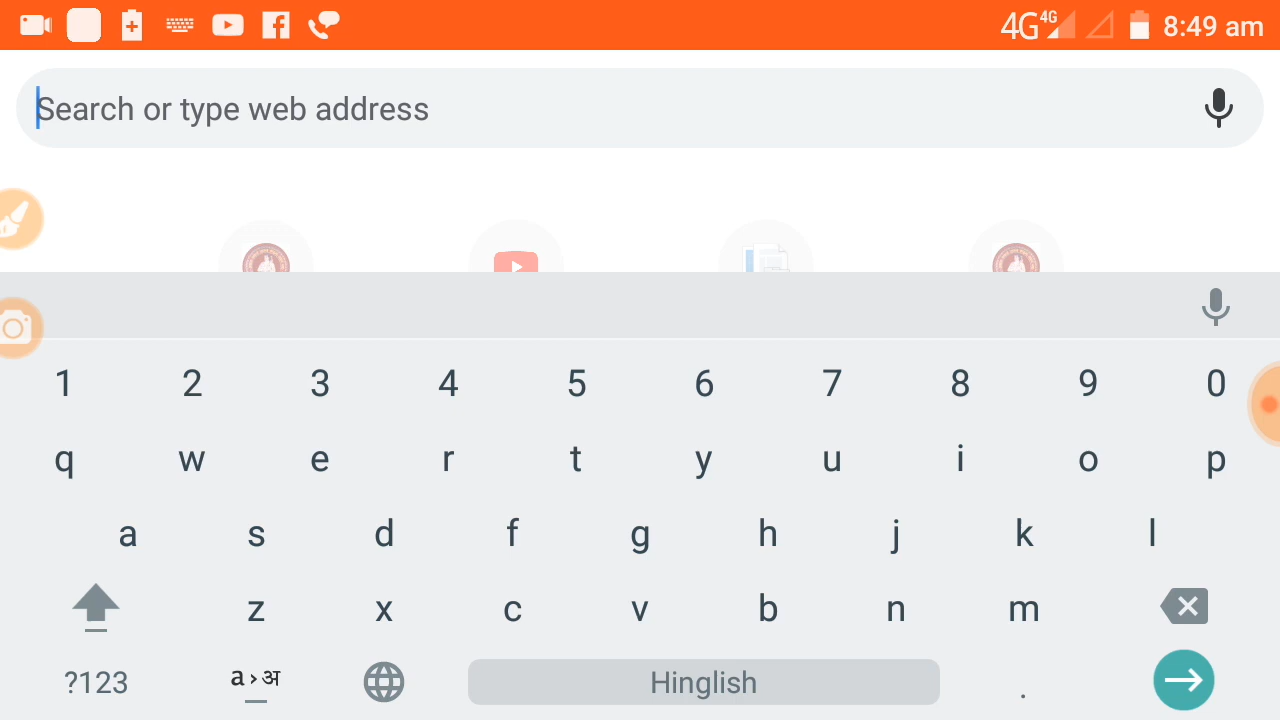 4G 4G 8:49 am
Search or type web address
1 2 3 4 5 6 7 8 9 0
q w e r t y u i o p
a s d f g h j k l
z x c v b n m
?123 a›अ Hinglish .